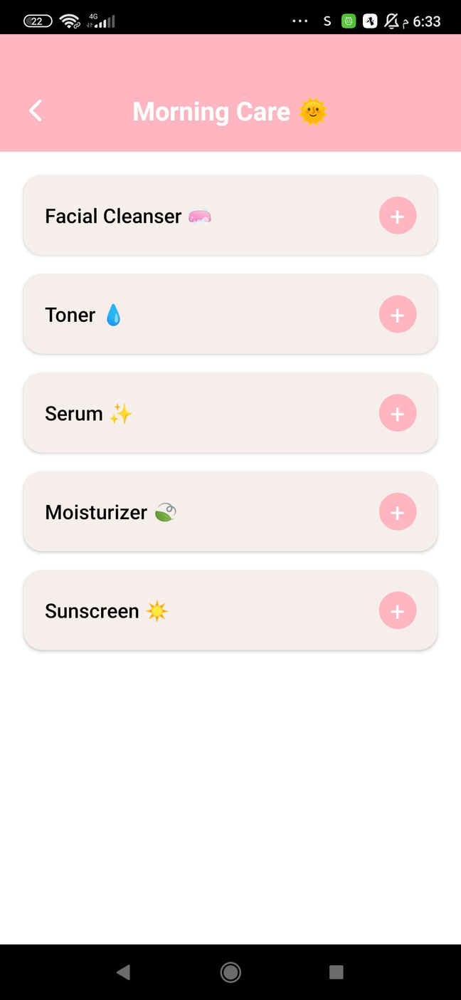 22 4G S م 6:33
Morning Care 🌞
Facial Cleanser 🧼 +
Toner 💧 +
Serum ✨ +
Moisturizer 🍃 +
Sunscreen ☀️ +